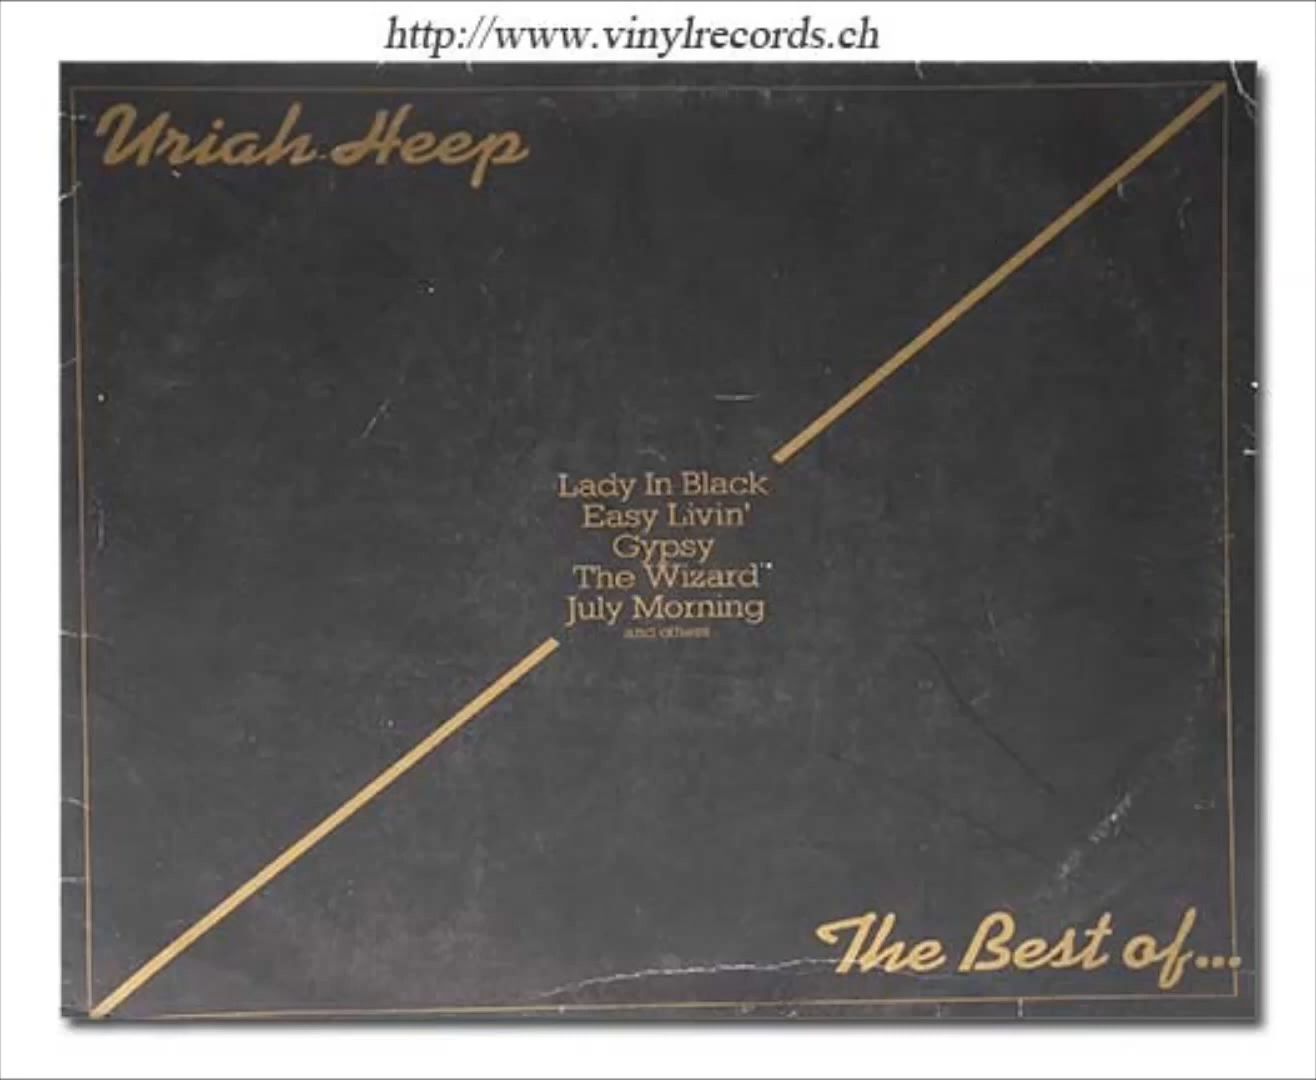 http://www.vinylrecords.ch
Uriah Heep
Lady In Black
Easy Livin'
Gypsy
The Wizard
July Morning
and others
The Best of...